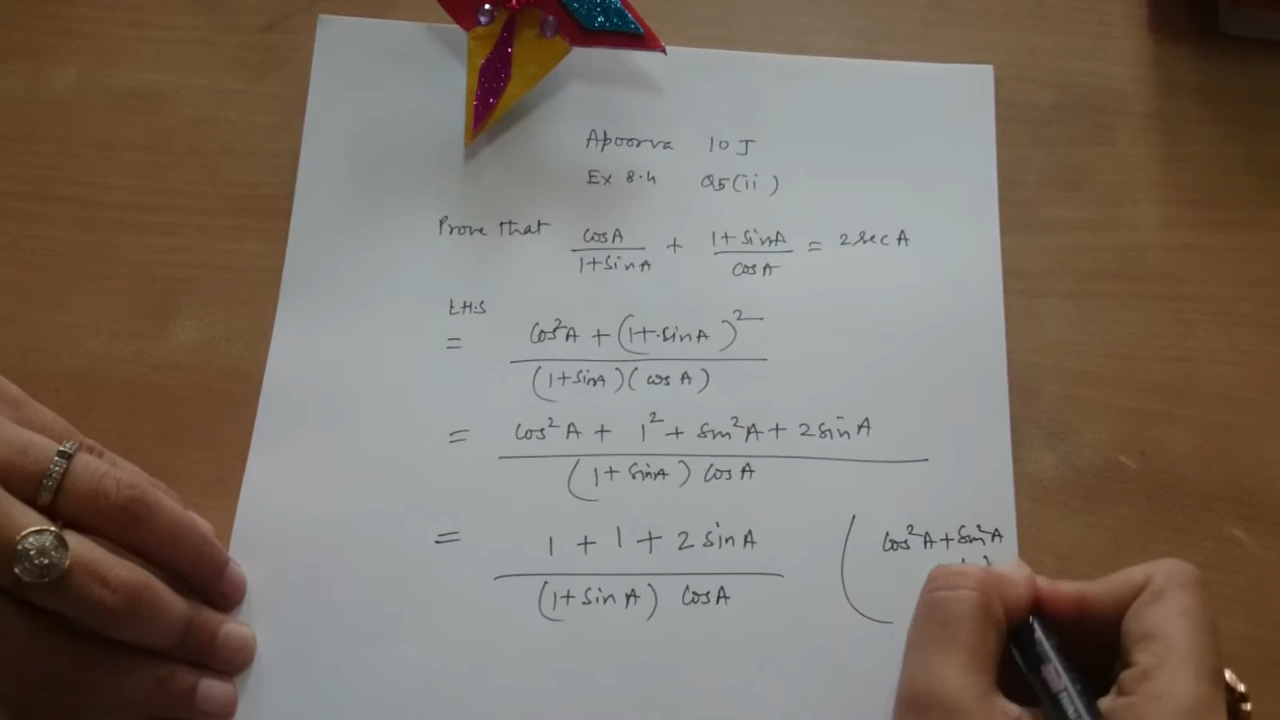 Apoorva 10 J
Ex 8.4 Q5(ii)
Prove that cosA/(1+sinA) + (1+sinA)/cosA = 2secA
L.H.S
= (cos²A + (1+sinA)²)/((1+sinA)(cosA))
= (cos²A + 1² + sin²A + 2sinA)/((1+sinA) cosA)
= (1 + 1 + 2sinA)/((1+sinA) cosA) (cos²A + sin²A